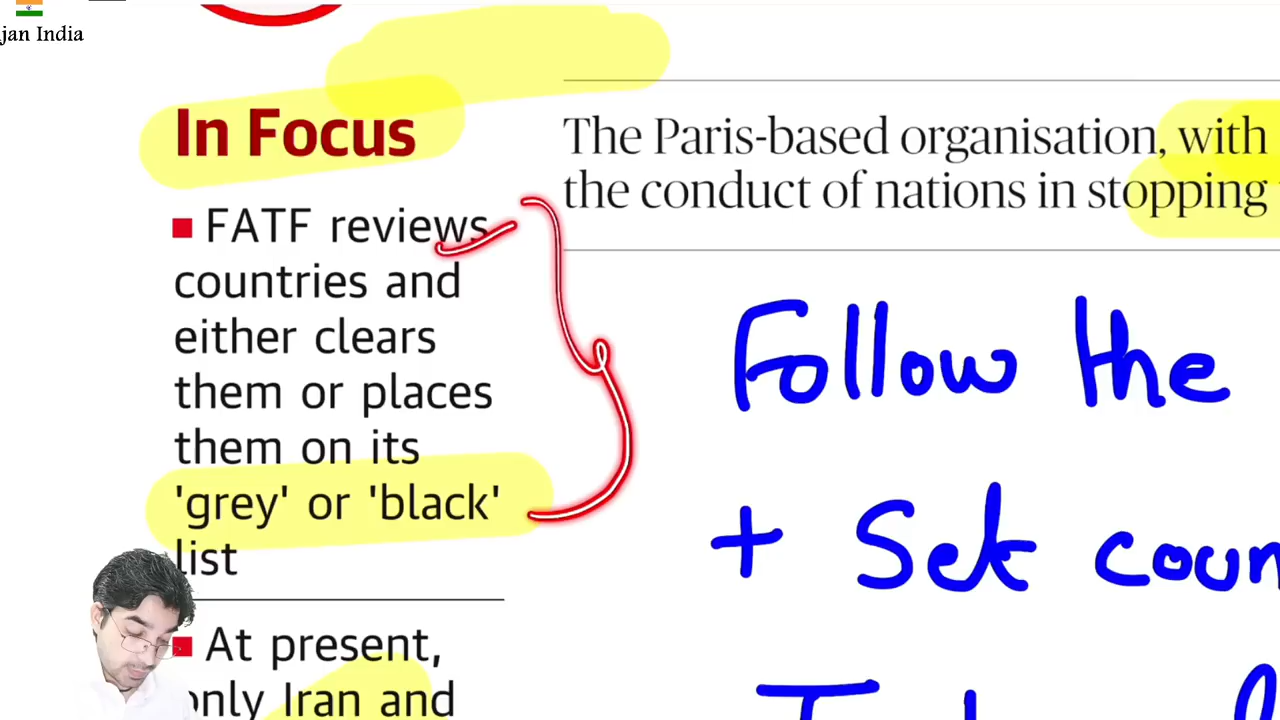 jan India
In Focus
FATF reviews
countries and
either clears
them or places
them on its
'grey' or 'black'
list
At present,
only Iran and
The Paris-based organisation, with
the conduct of nations in stopping
Follow the
+ Set coun